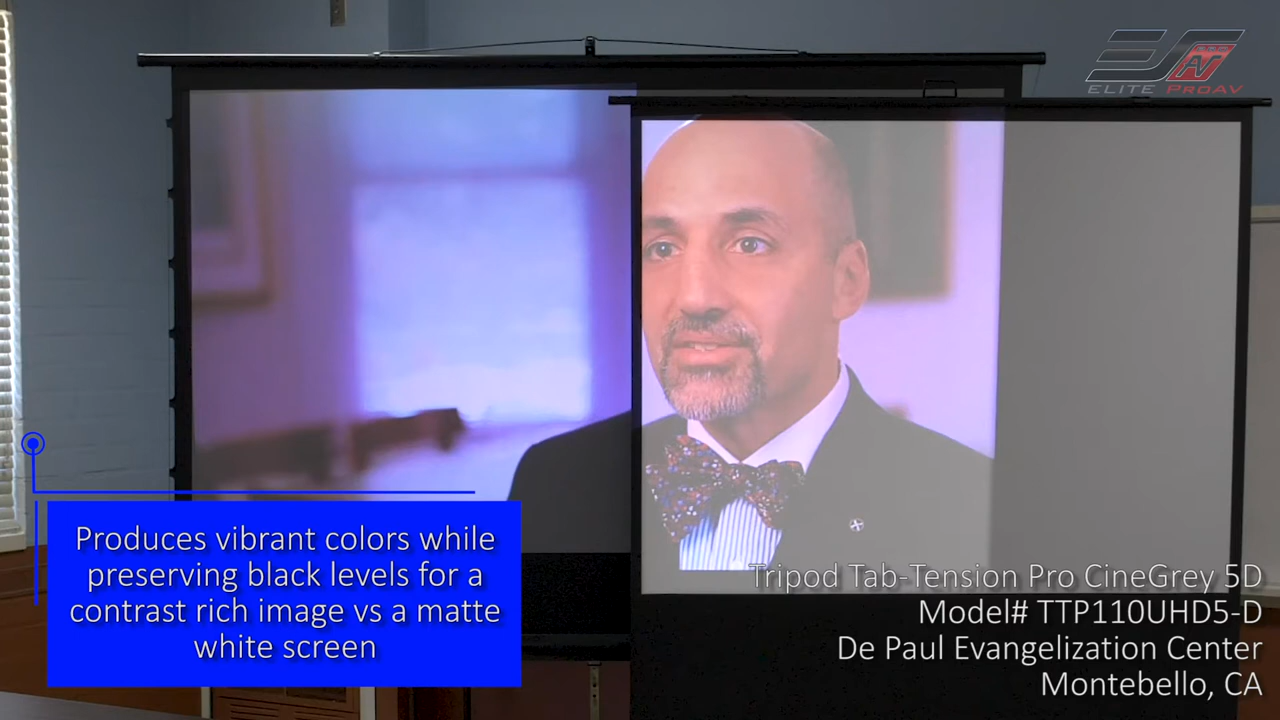 ELITE PROAV
Produces vibrant colors while
preserving black levels for a
contrast rich image vs a matte
white screen
Tripod Tab-Tension Pro CineGrey 5D
Model# TTP110UHD5-D
De Paul Evangelization Center
Montebello, CA